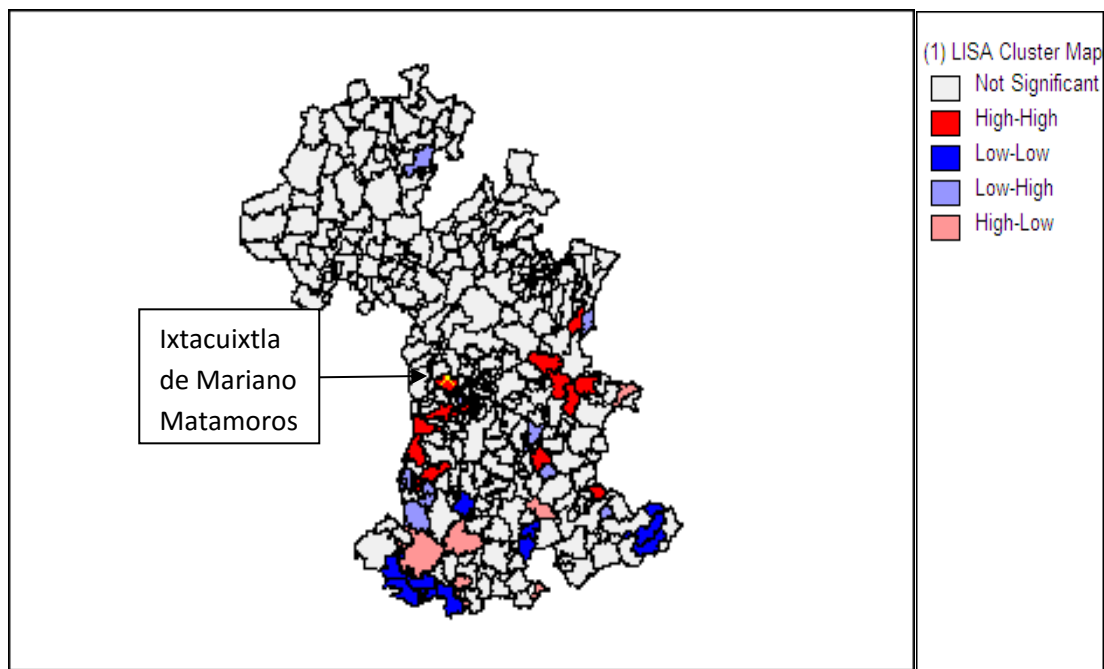 Ixtacuixtla
de Mariano
Matamoros
(1) LISA Cluster Map
Not Significant
High-High
Low-Low
Low-High
High-Low